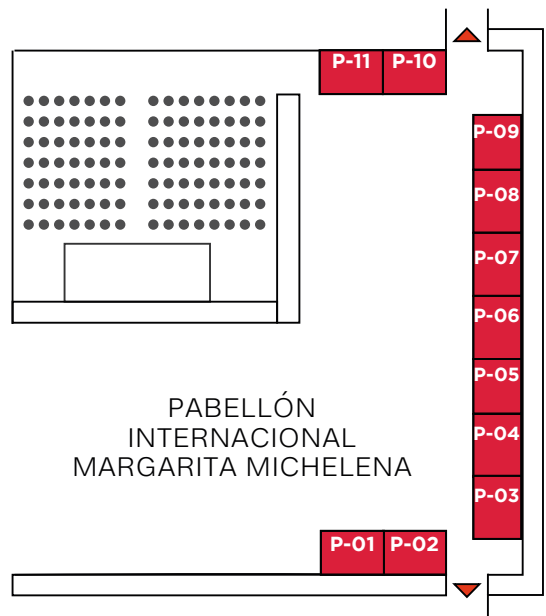 P-11 P-10
P-09
P-08
P-07
P-06
P-05
P-04
P-03
PABELLÓN
INTERNACIONAL
MARGARITA MICHELENA
P-01 P-02